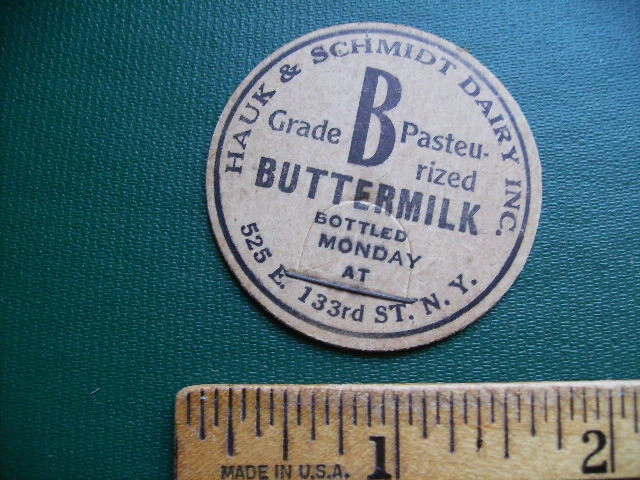 HAUK & SCHMIDT DAIRY INC.
Grade B Pasteu-
rized
BUTTERMILK
BOTTLED
MONDAY
AT
525 E. 133rd ST. N. Y.
1 2
MADE IN U.S.A.